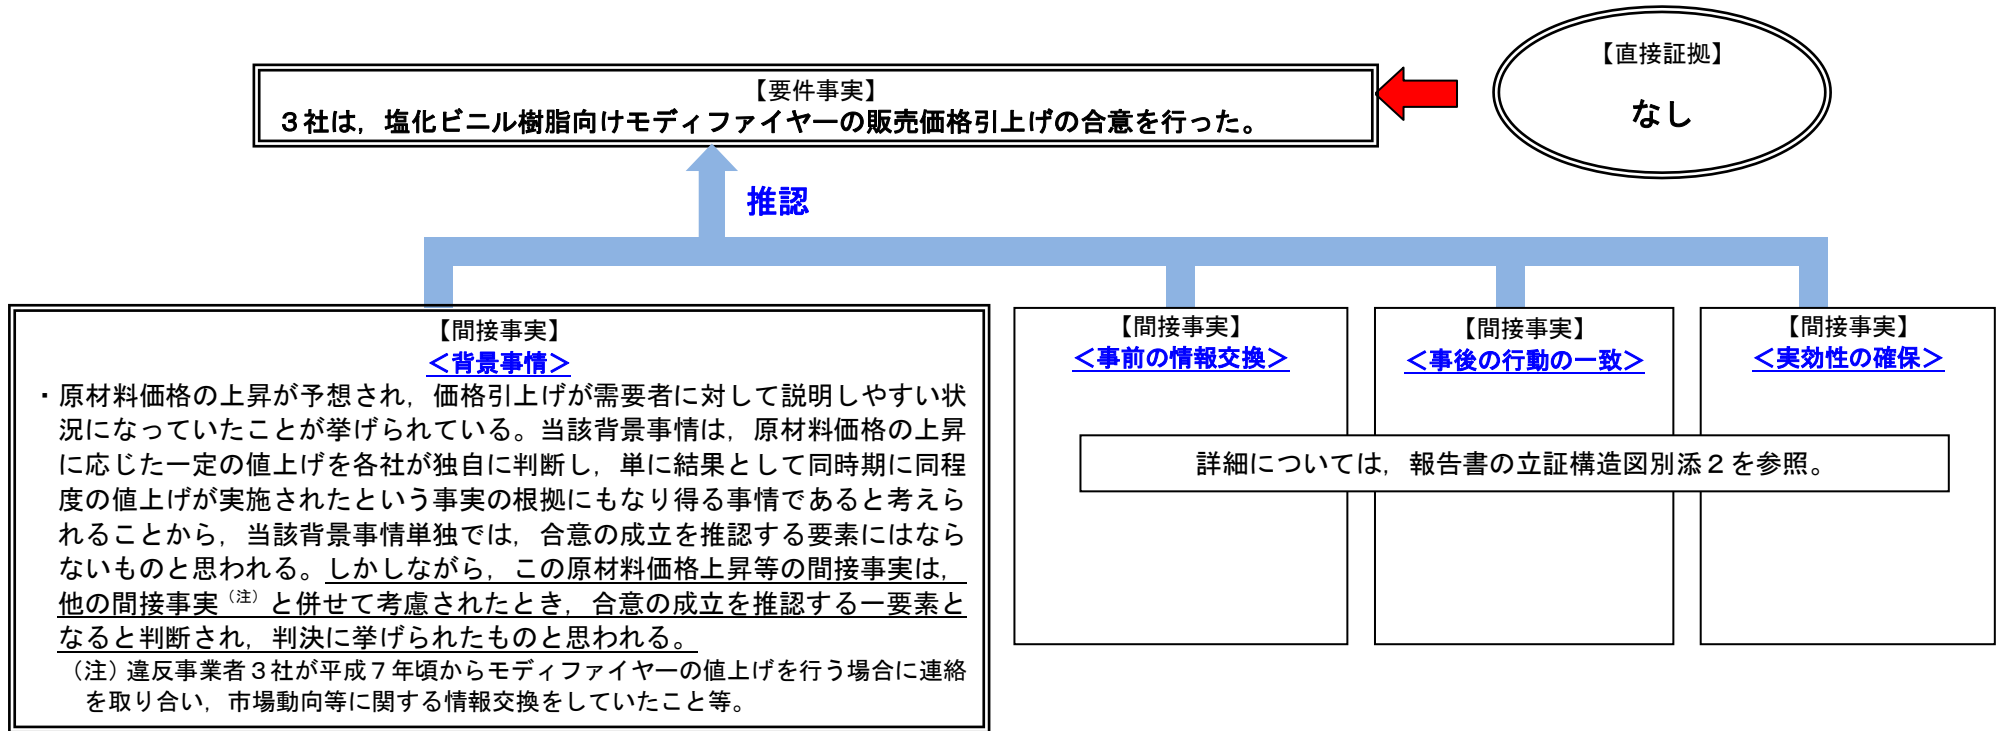 【直接証拠】
なし
【要件事実】
３社は，塩化ビニル樹脂向けモディファイヤーの販売価格引上げの合意を行った。
推認
【間接事実】
＜背景事情＞
・原材料価格の上昇が予想され，価格引上げが需要者に対して説明しやすい状
況になっていたことが挙げられている。当該背景事情は，原材料価格の上昇
に応じた一定の値上げを各社が独自に判断し，単に結果として同時期に同程
度の値上げが実施されたという事実の根拠にもなり得る事情であると考えら
れることから，当該背景事情単独では，合意の成立を推認する要素にはなら
ないものと思われる。しかしながら，この原材料価格上昇等の間接事実は，
他の間接事実（注）と併せて考慮されたとき，合意の成立を推認する一要素と
なると判断され，判決に挙げられたものと思われる。
（注）違反事業者３社が平成７年頃からモディファイヤーの値上げを行う場合に連絡
を取り合い，市場動向等に関する情報交換をしていたこと等。
【間接事実】
＜事前の情報交換＞
【間接事実】
＜事後の行動の一致＞
【間接事実】
＜実効性の確保＞
詳細については，報告書の立証構造図別添２を参照。